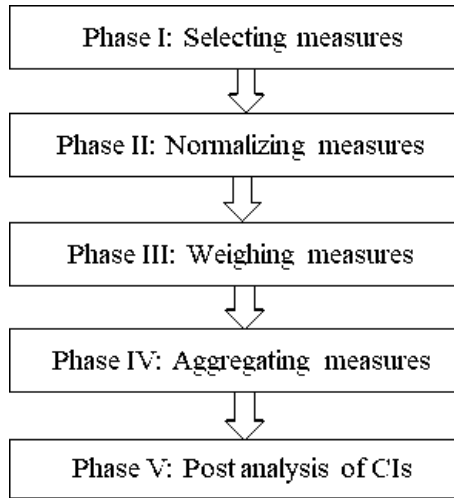 Phase I: Selecting measures
Phase II: Normalizing measures
Phase III: Weighing measures
Phase IV: Aggregating measures
Phase V: Post analysis of CIs